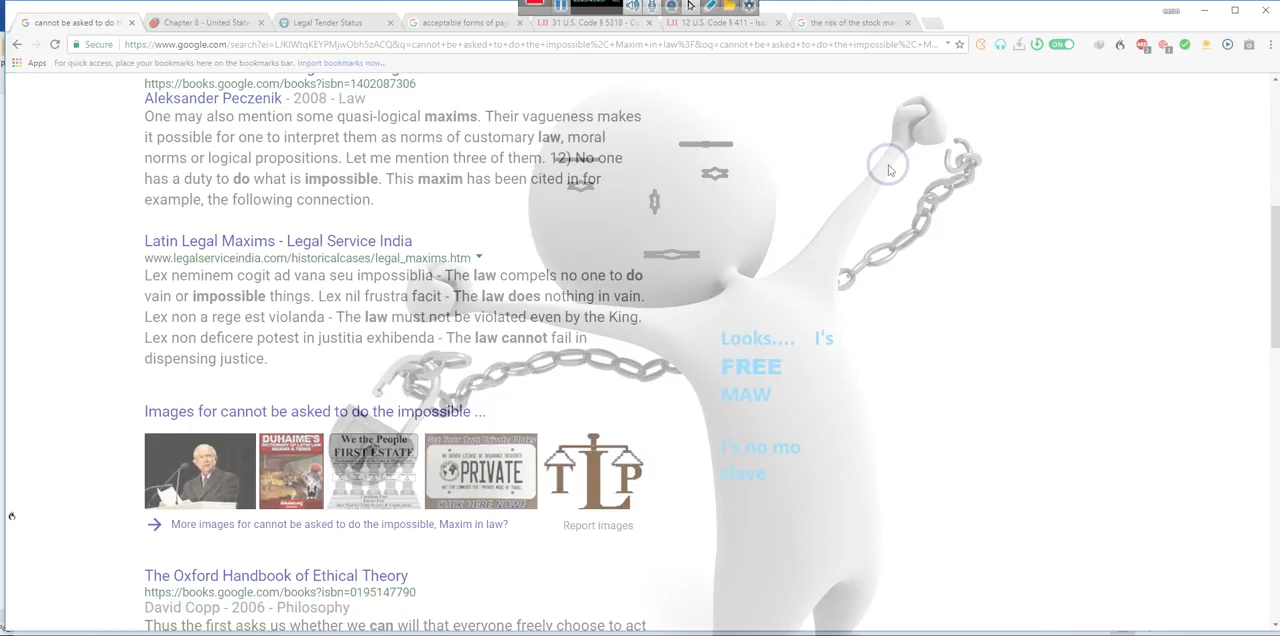 cannot be asked to do th
Chapter 8 - United State
Legal Tender Status
acceptable forms of pay
31 U.S. Code § 5318 - Co
12 U.S. Code § 411 - Iss
the risk of the stock ma
Secure
https://www.google.com/search?ei=LJKlWtqKEYPMjwObh5zACQ&q=cannot+be+asked+to+do+the+impossible%2C+Maxim+in+law%3F&oq=cannot+be+asked+to+do+the+impossible%2C+M...
ON
Apps
For quick access, place your bookmarks here on the bookmarks bar. Import bookmarks now...
https://books.google.com/books?isbn=1402087306
Aleksander Peczenik - 2008 - Law
One may also mention some quasi-logical maxims. Their vagueness makes
it possible for one to interpret them as norms of customary law, moral
norms or logical propositions. Let me mention three of them. 12) No one
has a duty to do what is impossible. This maxim has been cited in for
example, the following connection.
Latin Legal Maxims - Legal Service India
www.legalserviceindia.com/historicalcases/legal_maxims.htm
Lex neminem cogit ad vana seu impossiblia - The law compels no one to do
vain or impossible things. Lex nil frustra facit - The law does nothing in vain.
Lex non a rege est violanda - The law must not be violated even by the King.
Lex non deficere potest in justitia exhibenda - The law cannot fail in
dispensing justice.
Looks.... I's
FREE
MAW
I's no mo
slave
Images for cannot be asked to do the impossible ...
DUHAIME'S
We the People
FIRST ESTATE
PRIVATE
TLP
More images for cannot be asked to do the impossible, Maxim in law?
Report images
The Oxford Handbook of Ethical Theory
https://books.google.com/books?isbn=0195147790
David Copp - 2006 - Philosophy
Thus the first asks us whether we can will that everyone freely choose to act